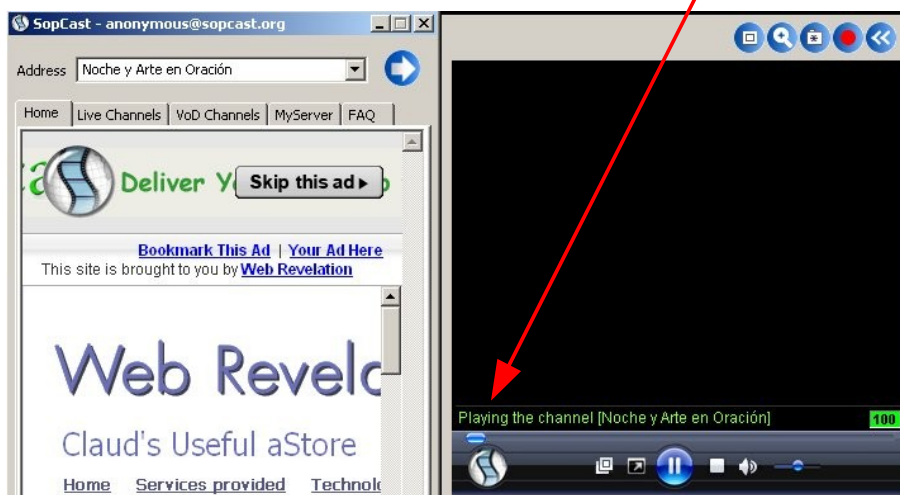 SopCast - anonymous@sopcast.org
Address Noche y Arte en Oración
Home Live Channels VoD Channels MyServer FAQ
Deliver Y
Skip this ad
Bookmark This Ad | Your Ad Here
This site is brought to you by Web Revelation
Web Revela
Claud's Useful aStore
Home Services provided Technolo
Playing the channel [Noche y Arte en Oración] 100